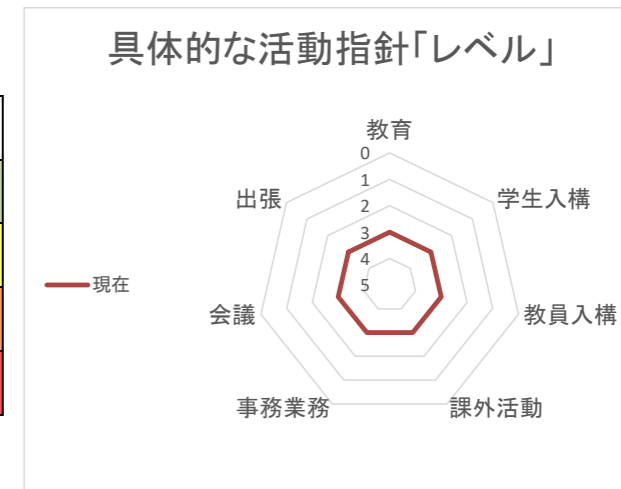 具体的な活動指針「レベル」
教育
0
1
2
3
4
5
出張
学生入構
現在
会議
教員入構
事務業務
課外活動